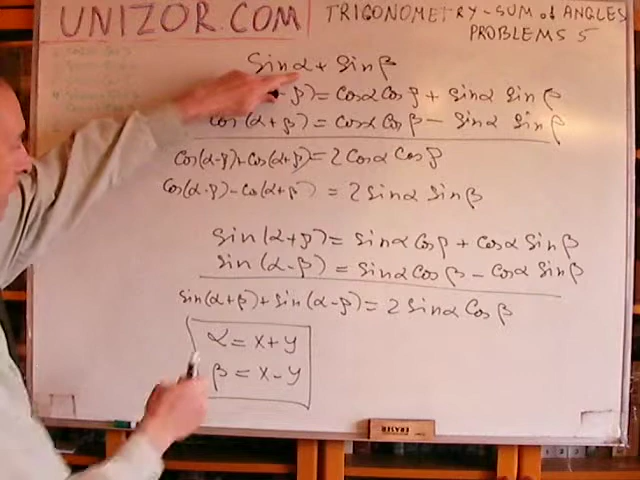 UNIZOR.COM
TRIGONOMETRY-SUM of ANGLES
PROBLEMS 5
Sinα + Sinβ
-β) = Cosα Cosβ + Sinα Sinβ
Cos(α+β) = Cosα Cosβ - Sinα Sinβ
Cos(α-β)+Cos(α+β) = 2 Cosα Cosβ
Cos(α-β)-Cos(α+β) = 2 Sinα Sinβ
Sin(α+β) = Sinα Cosβ + Cosα Sinβ
Sin(α-β) = Sinα Cosβ - Cosα Sinβ
Sin(α+β)+Sin(α-β) = 2 Sinα Cosβ
α = x+y
β = x-y
ERASER